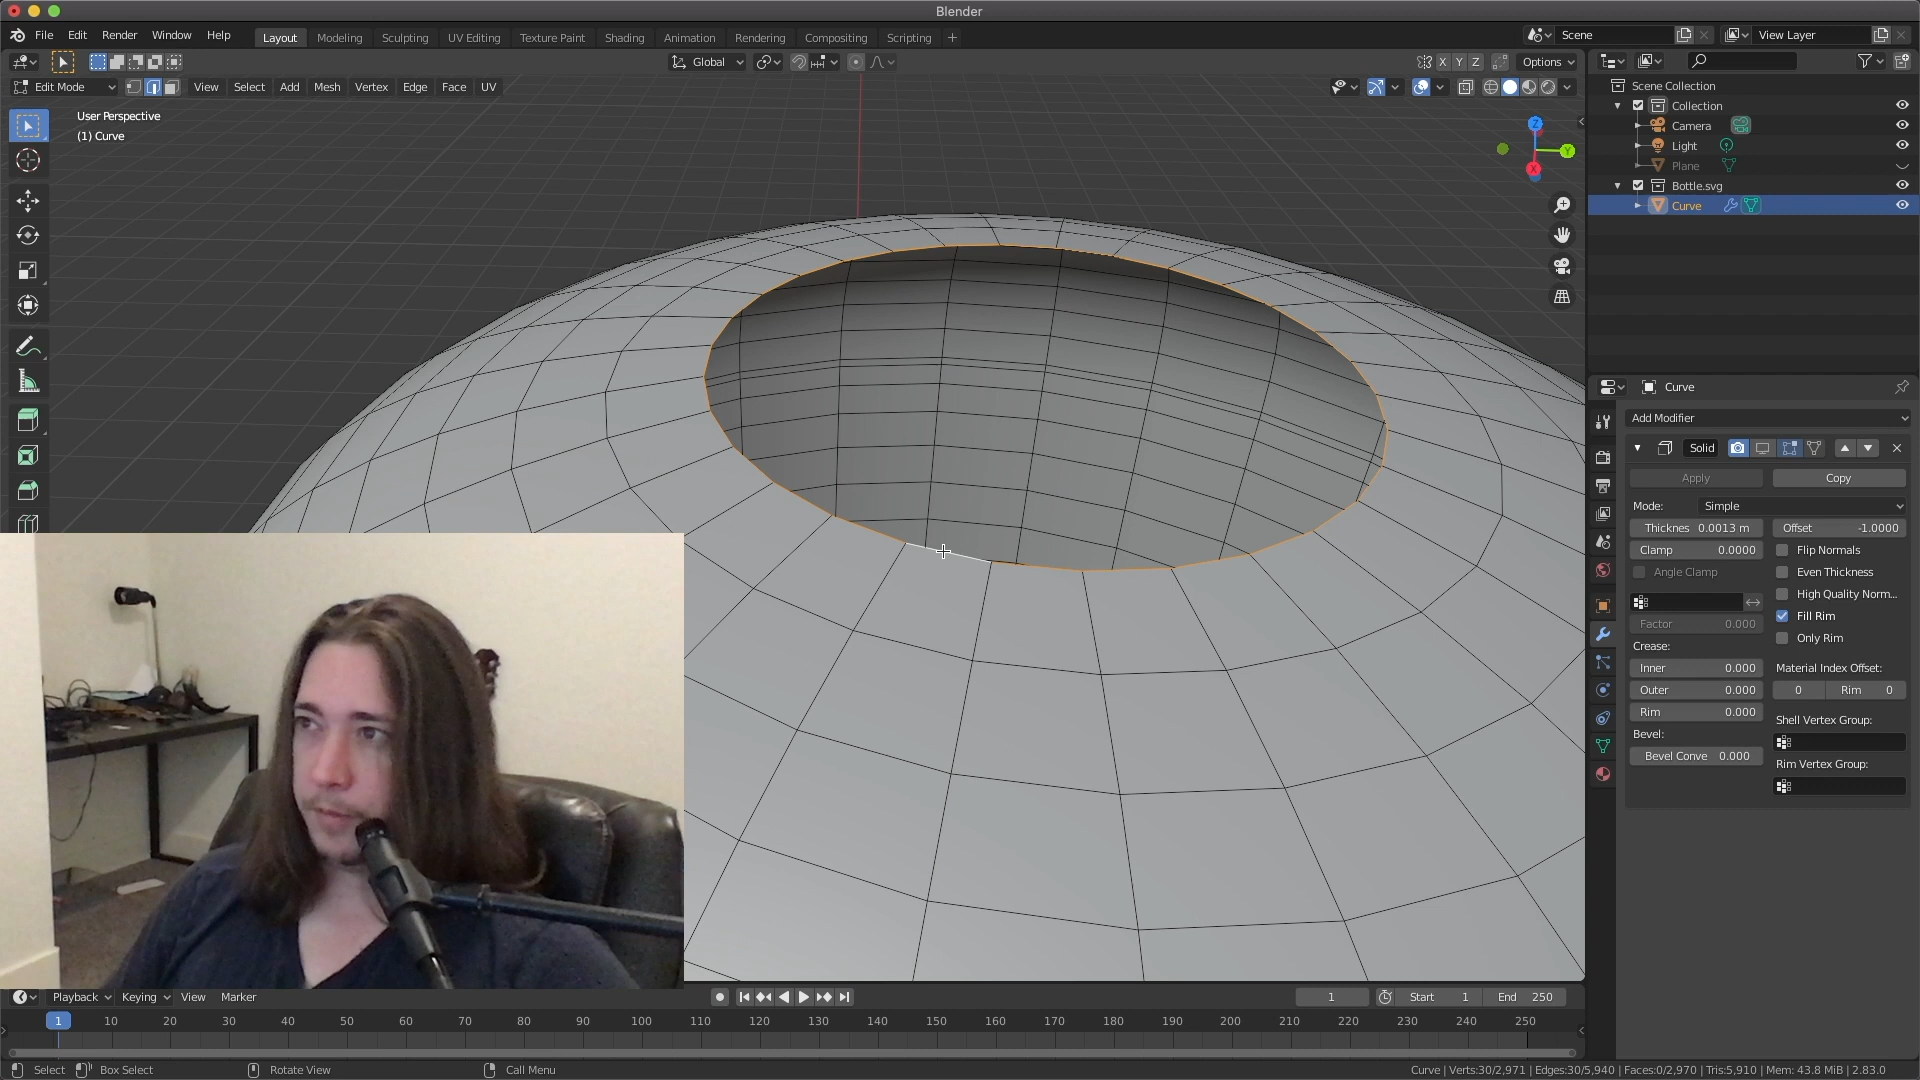 Blender
File Edit Render Window Help
Layout Modeling Sculpting UV Editing Texture Paint Shading Animation Rendering Compositing Scripting +
Scene
View Layer
Global
X Y Z
Options
Edit Mode
View Select Add Mesh Vertex Edge Face UV
User Perspective
(1) Curve
Z
Y
X
Scene Collection
Collection
Camera
Light
Plane
Bottle.svg
Curve
Curve
Add Modifier
Solid
Apply
Copy
Mode: Simple
Thicknes 0.0013 m
Offset -1.0000
Clamp 0.0000
Flip Normals
Angle Clamp
Even Thickness
High Quality Norm...
Fill Rim
Factor 0.000
Only Rim
Crease:
Inner 0.000
Material Index Offset:
Outer 0.000
0 Rim 0
Rim 0.000
Shell Vertex Group:
Bevel:
Bevel Conve 0.000
Rim Vertex Group:
Playback Keying View Marker
1
Start 1
End 250
1 10 20 30 40 50 60 70 80 90 100 110 120 130 140 150 160 170 180 190 200 210 220 230 240 250
Select Box Select Rotate View Call Menu
Curve | Verts:30/2,971 | Edges:30/5,940 | Faces:0/2,970 | Tris:5,910 | Mem: 43.8 MiB | 2.83.0